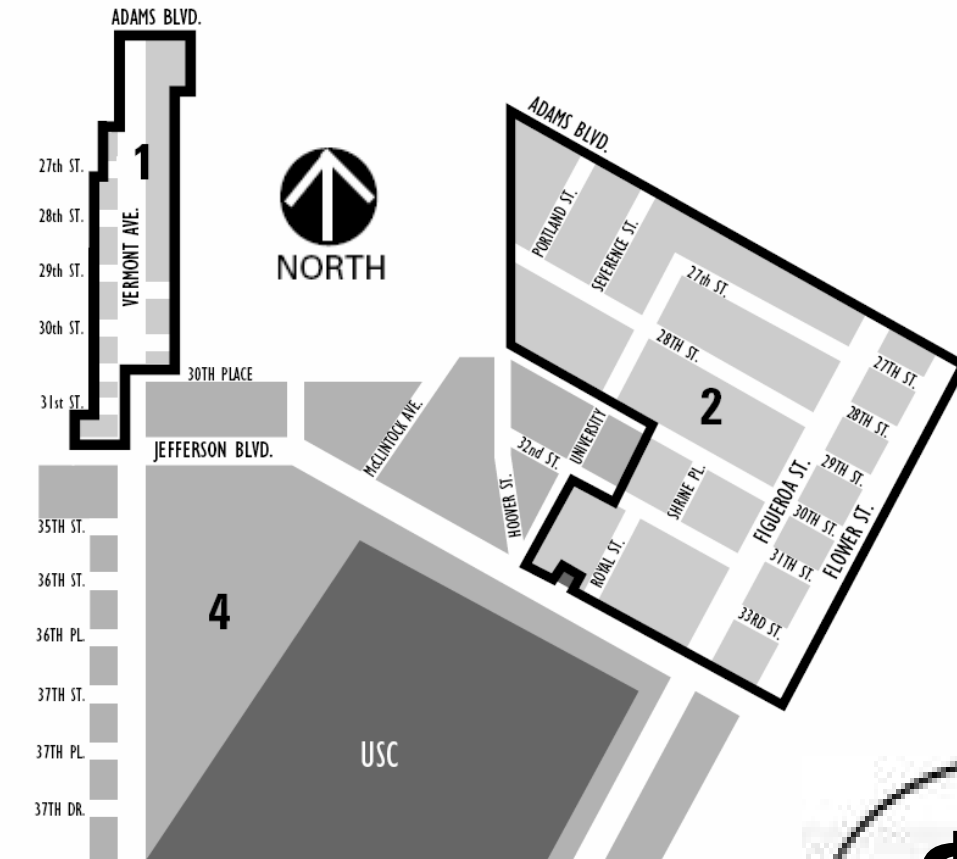 ADAMS BLVD.
1
27th ST.
28th ST.
29th ST.
30th ST.
31st ST.
VERMONT AVE.
NORTH
ADAMS BLVD.
PORTLAND ST.
SEVERENCE ST.
27th ST.
28TH ST.
2
27TH ST.
28TH ST.
29TH ST.
30TH ST.
31TH ST.
33RD ST.
FIGUEROA ST.
FLOWER ST.
30TH PLACE
McCLINTOCK AVE.
UNIVERSITY
32nd ST.
HOOVER ST.
SHRINE PL.
ROYAL ST.
JEFFERSON BLVD.
35TH ST.
36TH ST.
36TH PL.
37TH ST.
37TH PL.
37TH DR.
4
USC